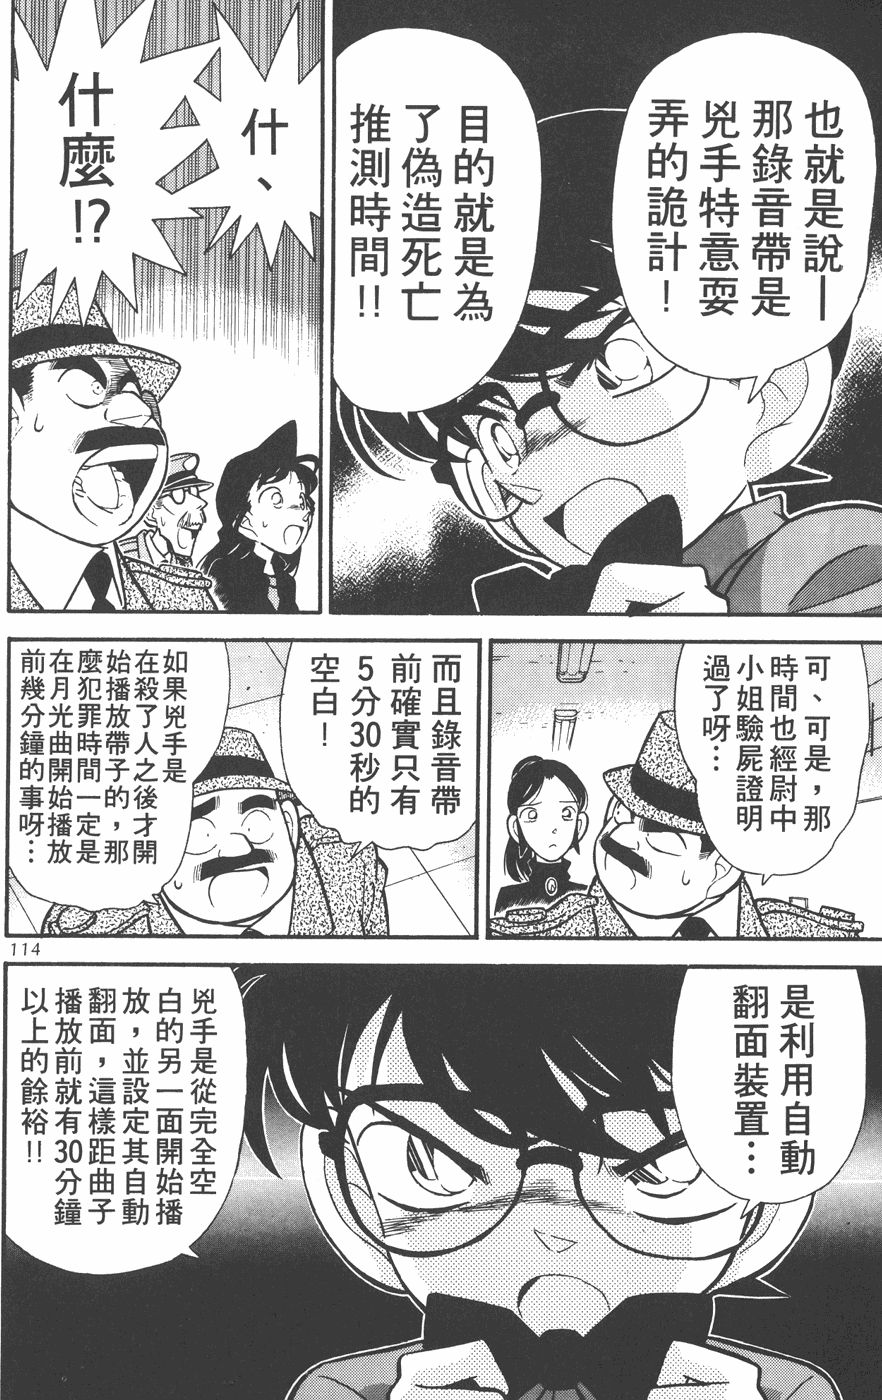 也就是說—
那錄音帶是
兇手特意耍
弄的詭計！
目的就是為
了偽造死亡
推測時間!!
什、
什麼!?
可、可是，那
時間也經尉中
小姐驗屍證明
過了呀…
而且錄音帶
前確實只有
5分30秒的
空白！
如果兇手是
在殺了人之後才開
始播放帶子的，那
麼犯罪時間一定是
在月光曲開始播放
前幾分鐘的事呀…
114
是利用自動
翻面裝置…
兇手是從完全空
白的另一面開始播
放，並設定其自動
翻面，這樣距曲子
播放前就有30分鐘
以上的餘裕!!